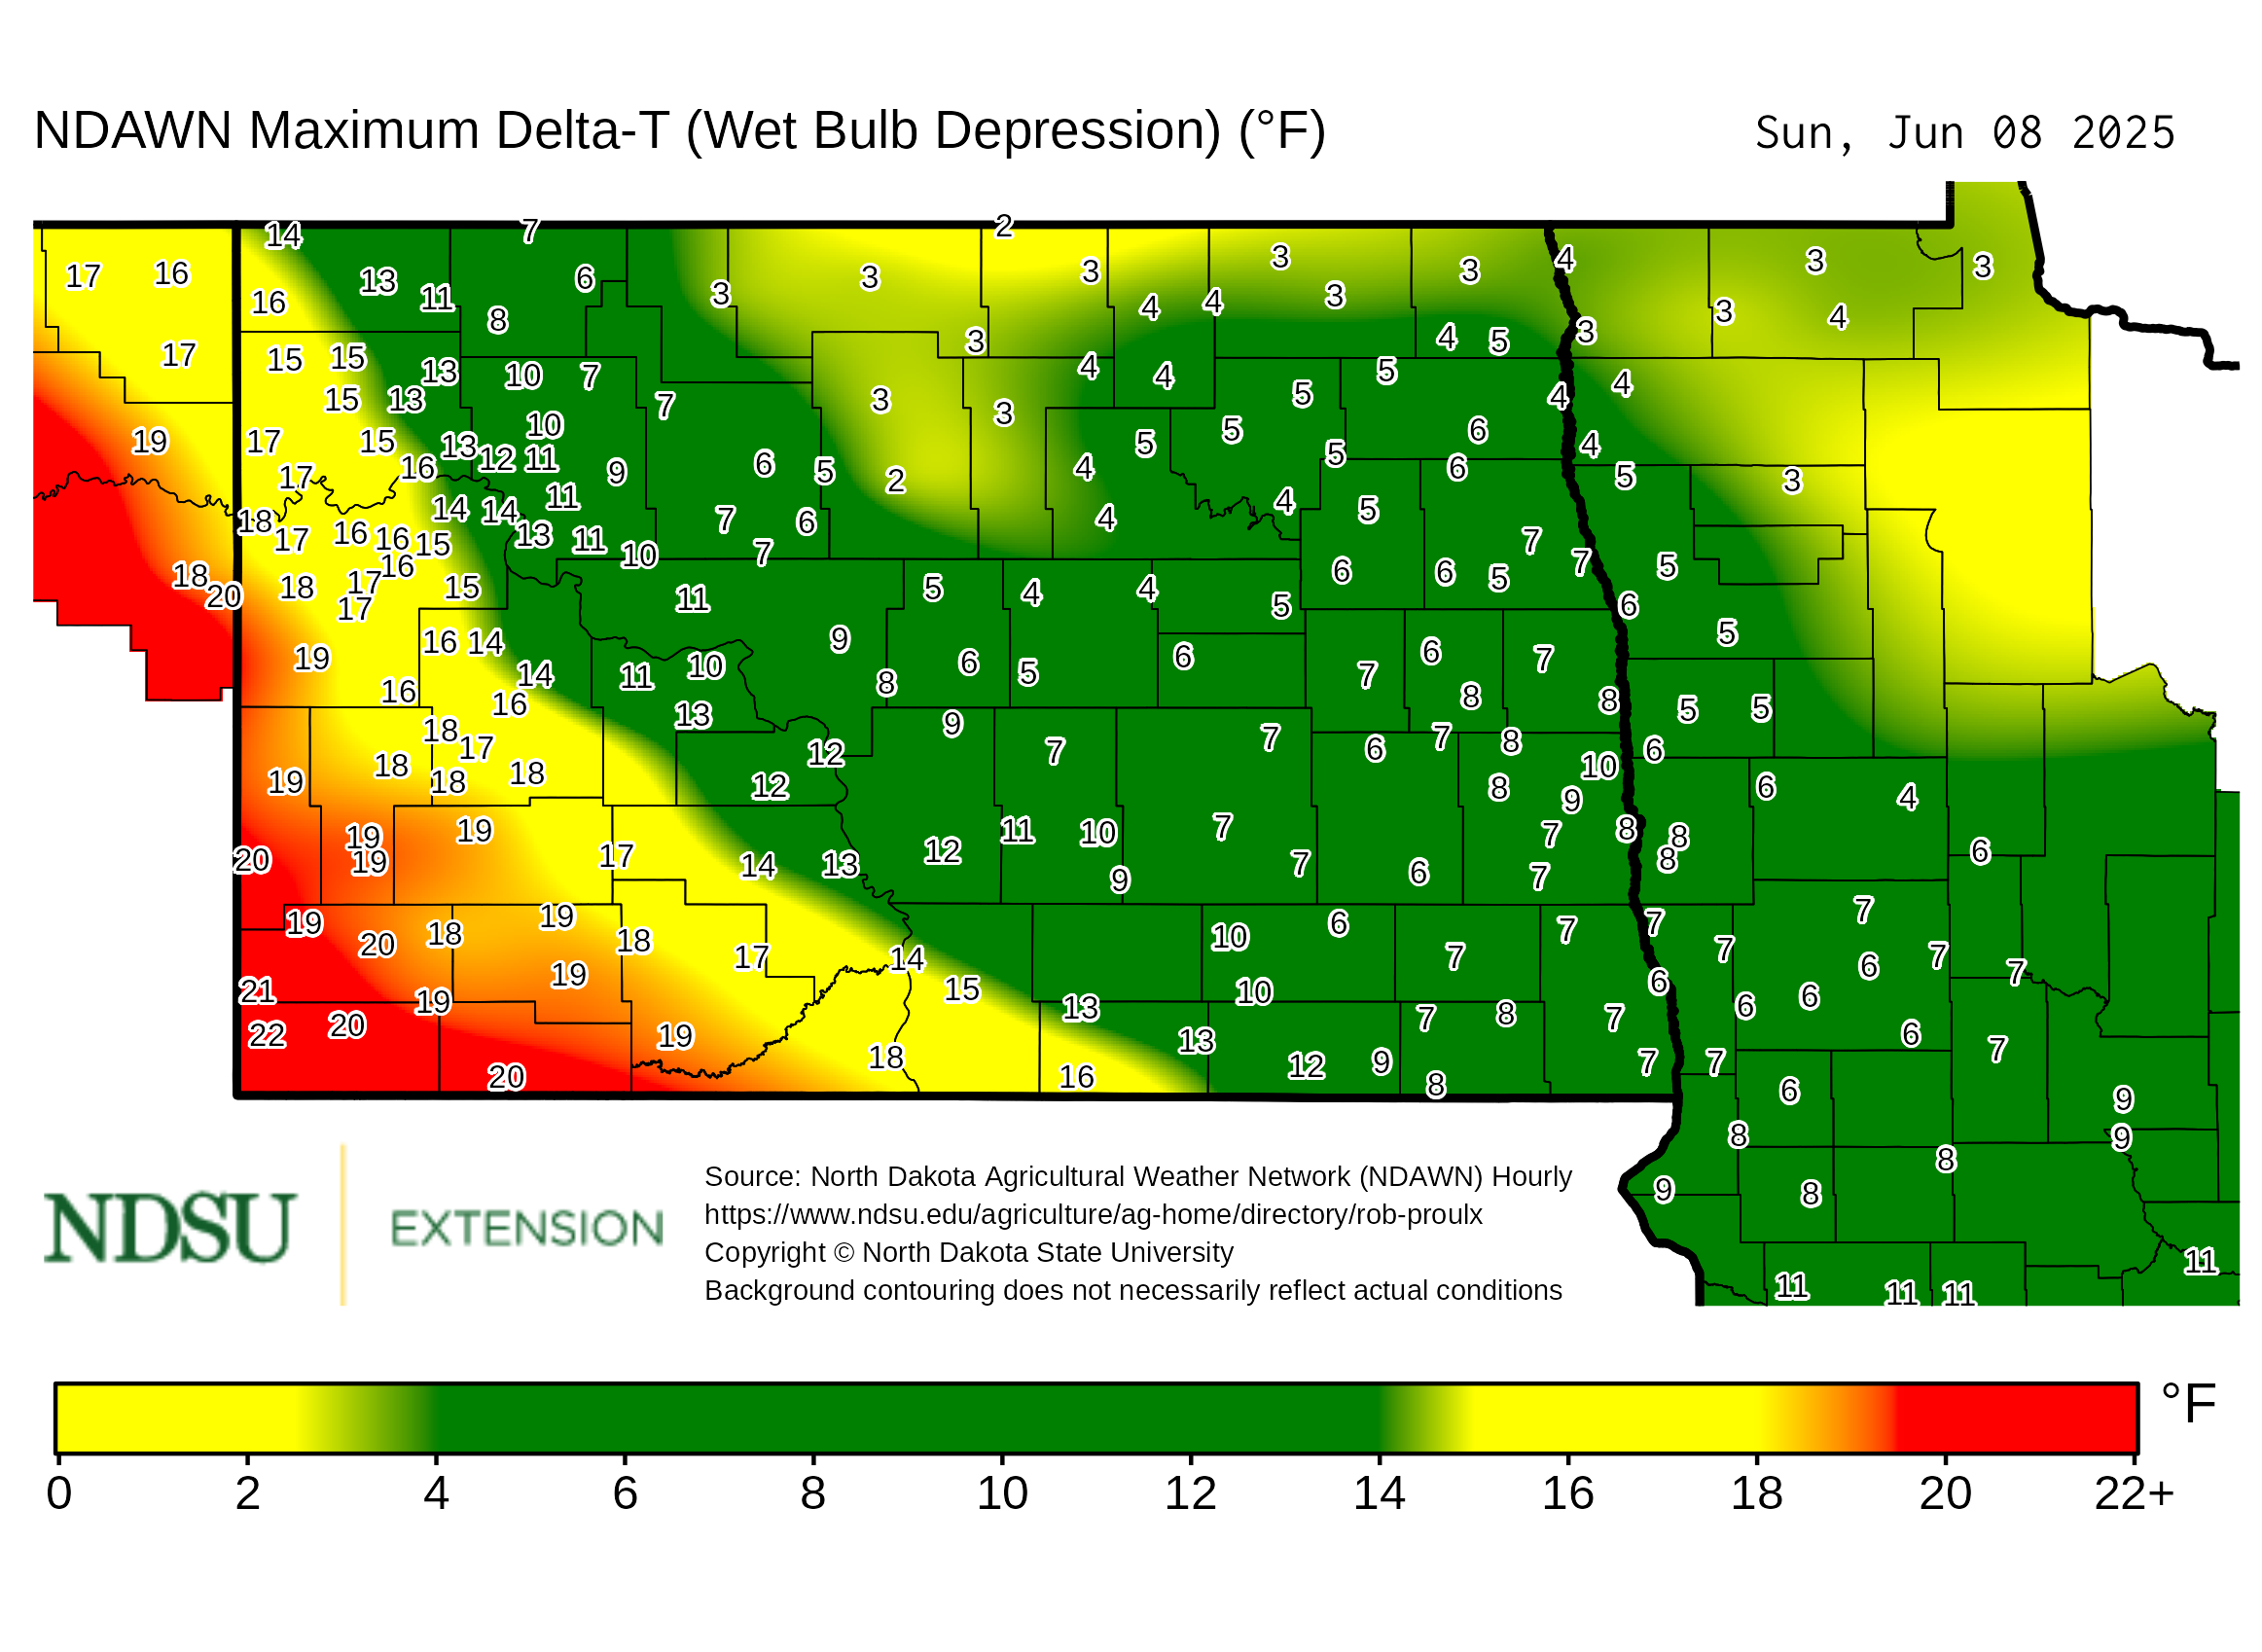 NDAWN Maximum Delta-T (Wet Bulb Depression) (°F)
Sun, Jun 08 2025
14 7 2
17 16 13 11 6 8 3 3 3 3 3 3 4 3 3
16 3 4 4 3 4 5 3 3 4
17 15 15 13 10 7 3 4 4 5 4
15 13 7 3 3 5 4
19 17 15 13 12 11 10 9 6 5 2 4 5 5 5 6 6 4 5 3
17 16 14 14 11 7 6 4 4 5
18 17 16 16 15 13 11 10 7 7 7
18 20 18 17 16 15 11 5 4 4 5 6 6 5 5
17 6
19 16 14 14 11 10 9 8 6 5 6 7 6 7 5
16 16 13 9 8 8 5 5
18 17 12 7 7 6 7 8 6
19 18 18 18 12 8 9 10 6 4
19 19 11 10 7 7 8 8
20 19 17 14 13 12 9 7 6 7 8 6
19 20 18 19 18 17 14 10 6 7 7 7 7 7
21 19 19 15 10 6 6 7 7
22 20 19 18 13 13 7 8 7 6 6 6
20 16 12 9 8 7 7 6 7
8 9
9 8 8 9
11 11 11 11
NDSU
EXTENSION
Source: North Dakota Agricultural Weather Network (NDAWN) Hourly
https://www.ndsu.edu/agriculture/ag-home/directory/rob-proulx
Copyright © North Dakota State University
Background contouring does not necessarily reflect actual conditions
°F
0 2 4 6 8 10 12 14 16 18 20 22+